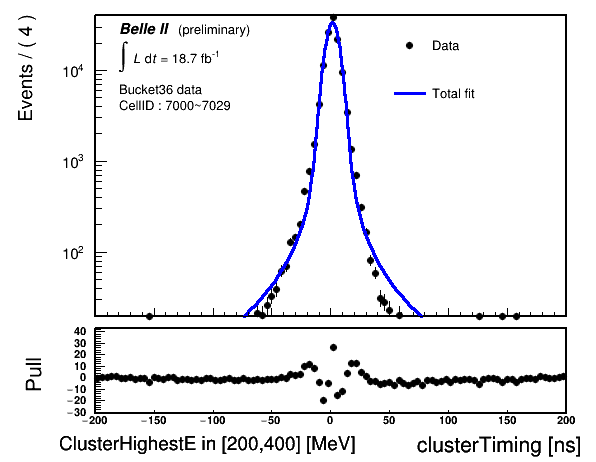 Belle II (preliminary)
∫ L dt = 18.7 fb⁻¹
Bucket36 data
CellID : 7000~7029
Data
Total fit
Events / ( 4 )
10⁴
10³
10²
Pull
40
30
20
10
0
−10
−20
−30
−200 −150 −100 −50 0 50 100 150 200
ClusterHighestE in [200,400] [MeV] clusterTiming [ns]